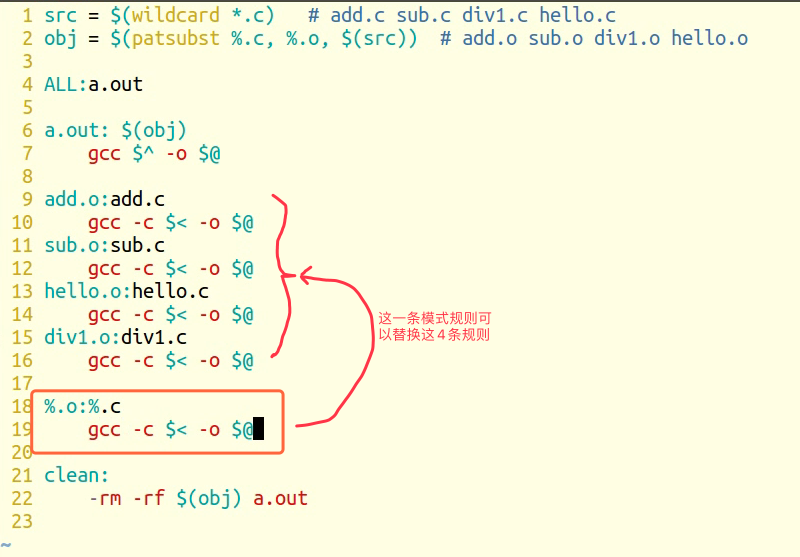 1 src = $(wildcard *.c)   # add.c sub.c div1.c hello.c
2 obj = $(patsubst %.c, %.o, $(src))  # add.o sub.o div1.o hello.o
3
4 ALL:a.out
5
6 a.out: $(obj)
7     gcc $^ -o $@
8
9 add.o:add.c
10     gcc -c $< -o $@
11 sub.o:sub.c
12     gcc -c $< -o $@
13 hello.o:hello.c
14     gcc -c $< -o $@
15 div1.o:div1.c
16     gcc -c $< -o $@
17
18 %.o:%.c
19     gcc -c $< -o $@
20
21 clean:
22     -rm -rf $(obj) a.out
23
~
这一条模式规则可
以替换这4条规则